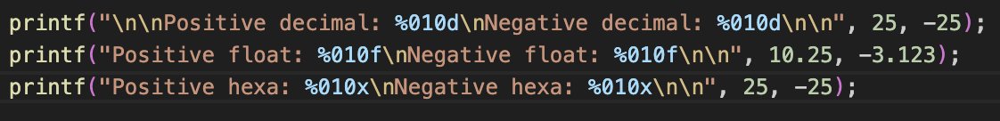 printf("\n\nPositive decimal: %010d\nNegative decimal: %010d\n\n", 25, -25);
printf("Positive float: %010f\nNegative float: %010f\n\n", 10.25, -3.123);
printf("Positive hexa: %010x\nNegative hexa: %010x\n\n", 25, -25);